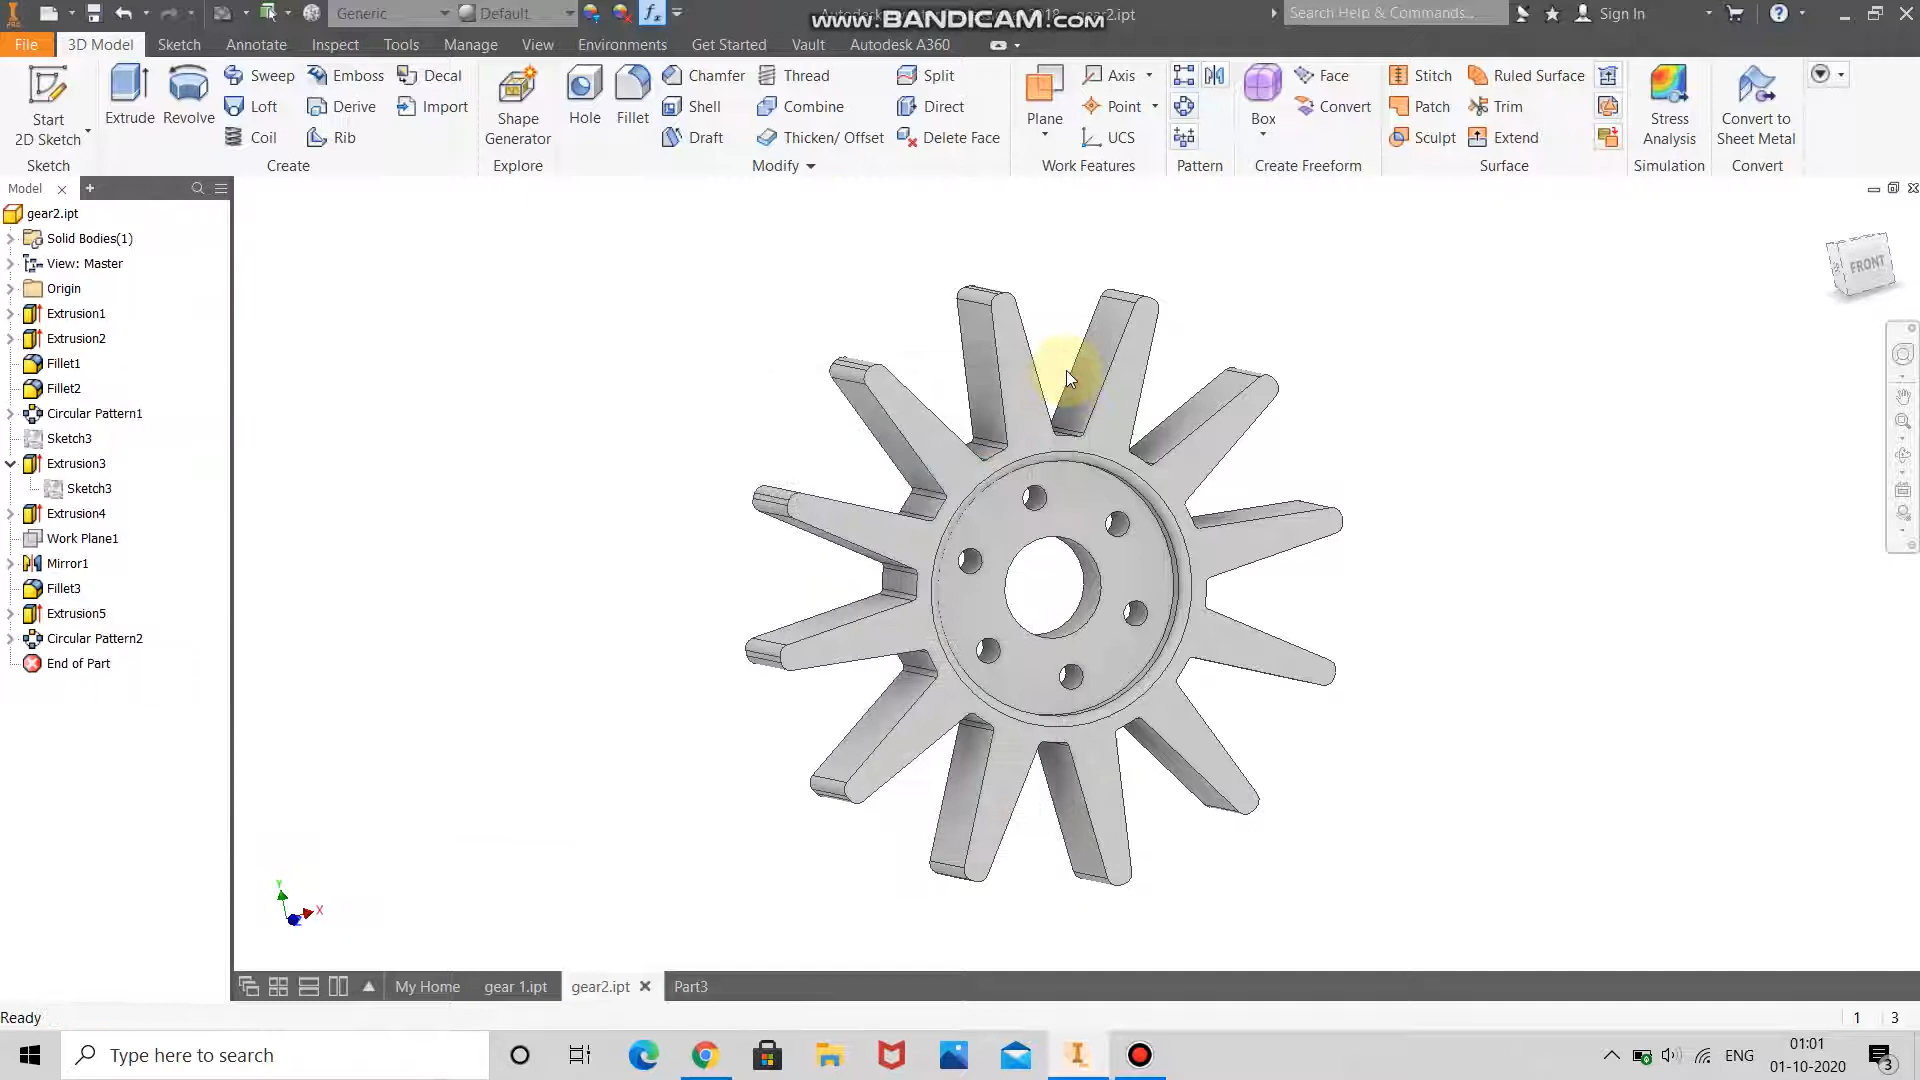 Generic
Default
www.BANDICAM.com
gear2.ipt
Search Help & Commands...
Sign In
File
3D Model
Sketch
Annotate
Inspect
Tools
Manage
View
Environments
Get Started
Vault
Autodesk A360
Start
2D Sketch
Extrude
Revolve
Sweep
Loft
Coil
Emboss
Derive
Rib
Decal
Import
Shape
Generator
Hole
Fillet
Chamfer
Shell
Draft
Thread
Combine
Thicken/ Offset
Split
Direct
Delete Face
Plane
Axis
Point
UCS
Box
Face
Convert
Stitch
Patch
Sculpt
Ruled Surface
Trim
Extend
Stress
Analysis
Convert to
Sheet Metal
Sketch
Create
Explore
Modify
Work Features
Pattern
Create Freeform
Surface
Simulation
Convert
Model
gear2.ipt
Solid Bodies(1)
View: Master
Origin
Extrusion1
Extrusion2
Fillet1
Fillet2
Circular Pattern1
Sketch3
Extrusion3
Sketch3
Extrusion4
Work Plane1
Mirror1
Fillet3
Extrusion5
Circular Pattern2
End of Part
FRONT
Y
X
My Home
gear 1.ipt
gear2.ipt
Part3
Ready
1
3
Type here to search
ENG
01:01
01-10-2020
3